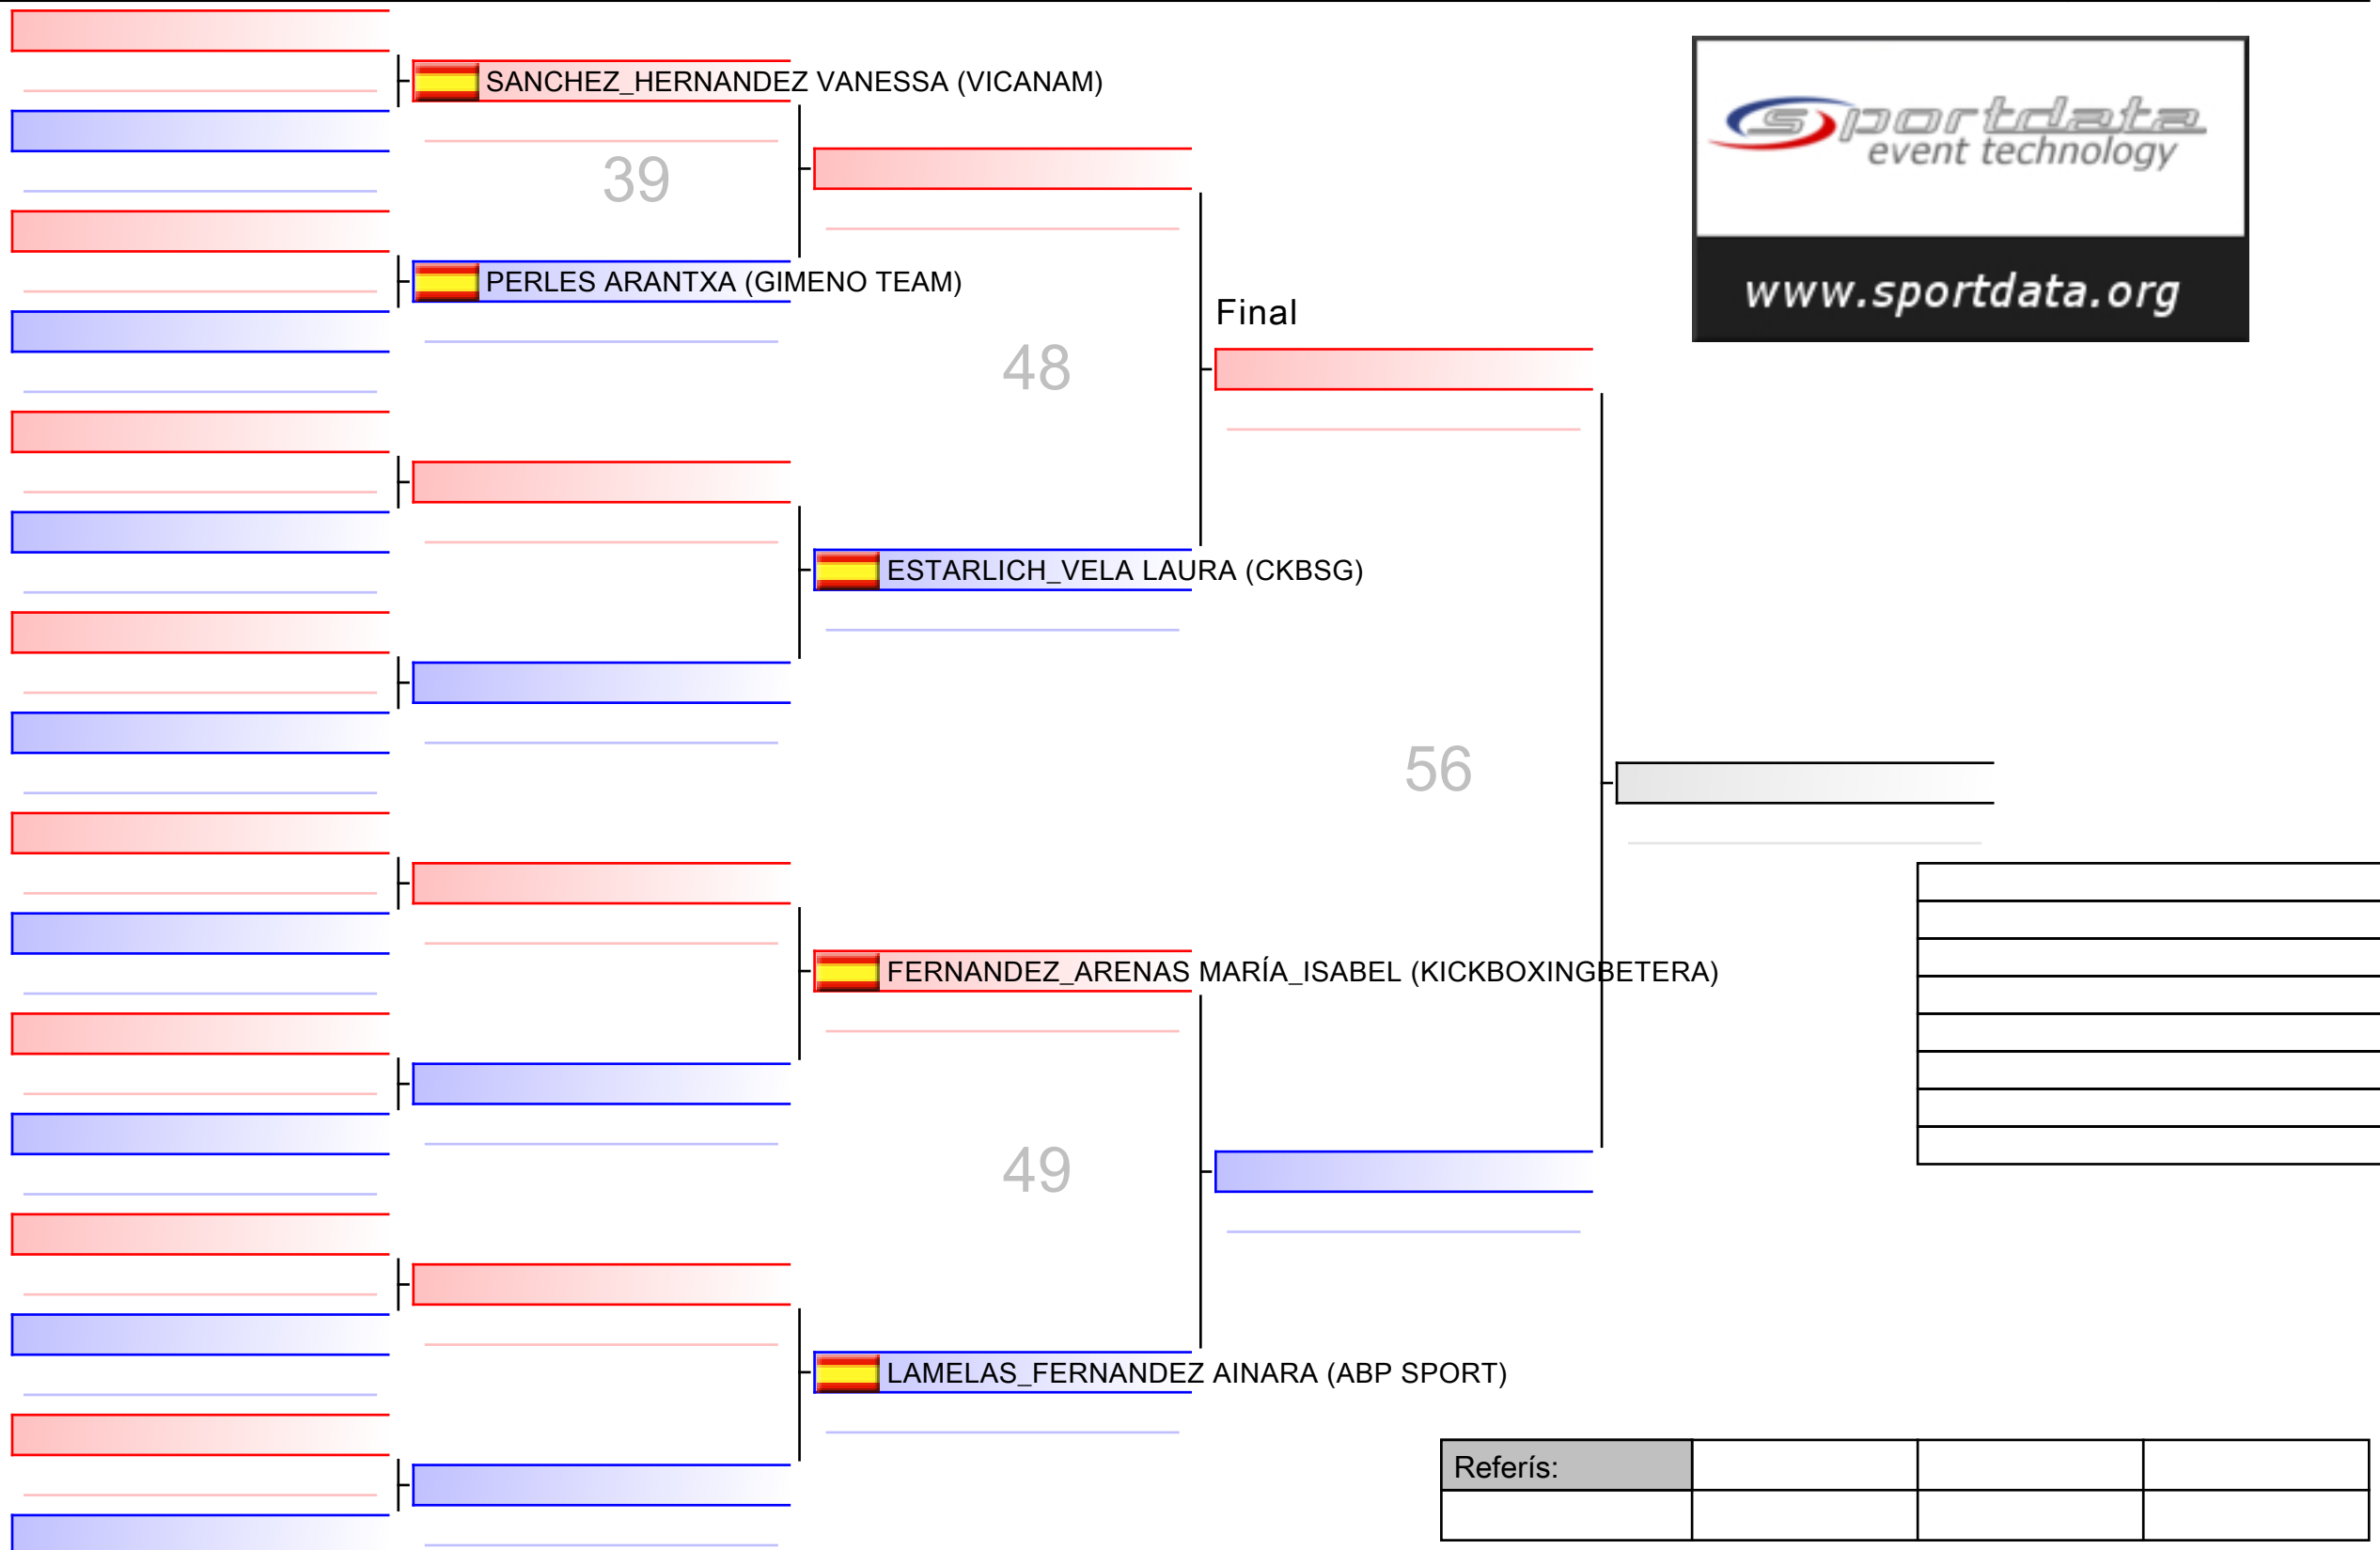 SANCHEZ_HERNANDEZ VANESSA (VICANAM)
sportdata
event technology
39
PERLES ARANTXA (GIMENO TEAM)
www.sportdata.org
Final
48
ESTARLICH_VELA LAURA (CKBSG)
56
FERNANDEZ_ARENAS MARÍA_ISABEL (KICKBOXINGBETERA)
49
LAMELAS_FERNANDEZ AINARA (ABP SPORT)
Referís: